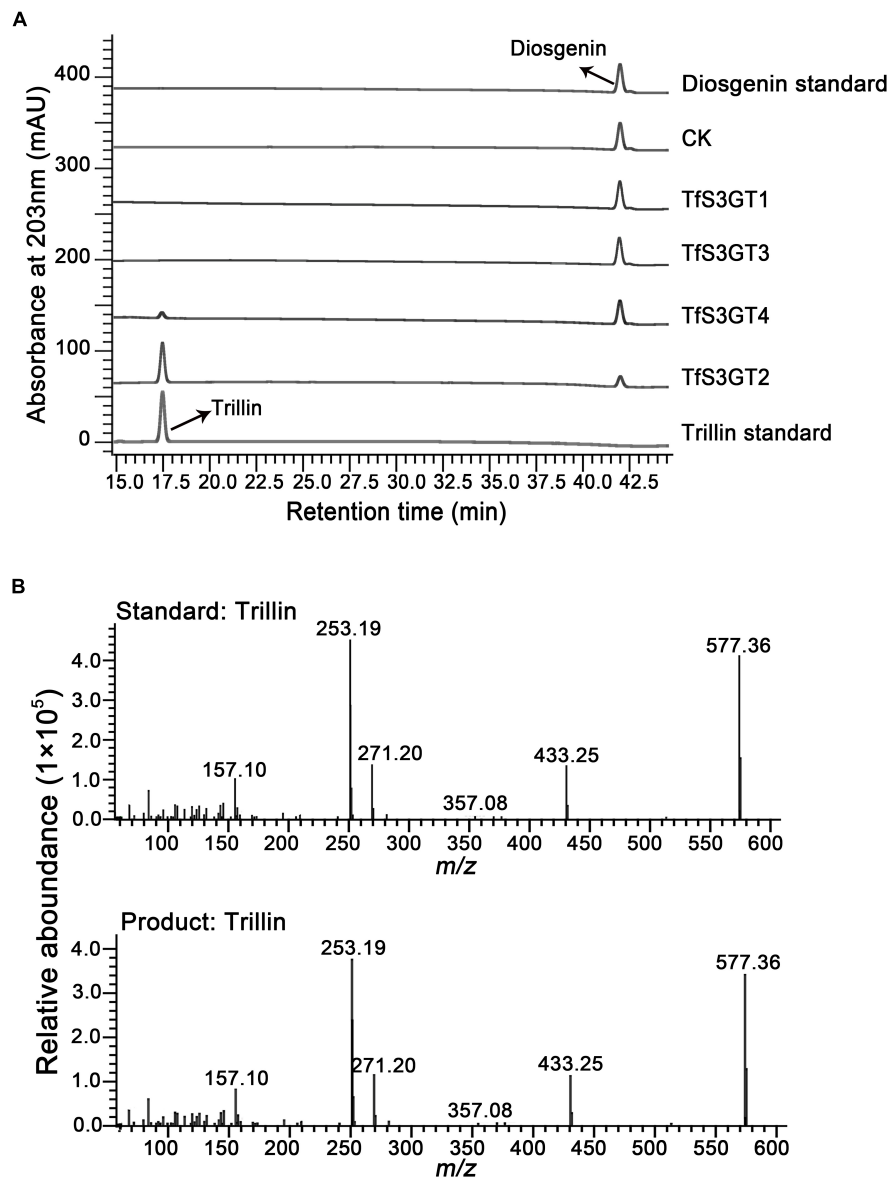 A
Diosgenin
Diosgenin standard
CK
TfS3GT1
TfS3GT3
TfS3GT4
TfS3GT2
Trillin
Trillin standard
Absorbance at 203nm (mAU)
400
300
200
100
0
15.0 17.5 20.0 22.5 25.0 27.5 30.0 32.5 35.0 37.5 40.0 42.5
Retention time (min)
B
Relative aboundance (1×10⁵)
Standard: Trillin
4.0
3.0
2.0
1.0
0.0
157.10
253.19
271.20
357.08
433.25
577.36
100 150 200 250 300 350 400 450 500 550 600
m/z
Product: Trillin
4.0
3.0
2.0
1.0
0.0
157.10
253.19
271.20
357.08
433.25
577.36
100 150 200 250 300 350 400 450 500 550 600
m/z